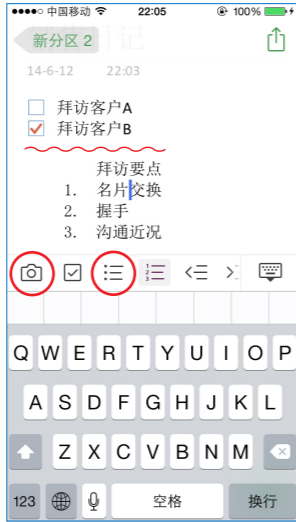 中国移动 22:05 100%
新分区 2 日记
14-6-12 22:03
拜访客户A
拜访客户B
拜访要点
1. 名片交换
2. 握手
3. 沟通近况
Q W E R T Y U I O P
A S D F G H J K L
Z X C V B N M
123 空格 换行